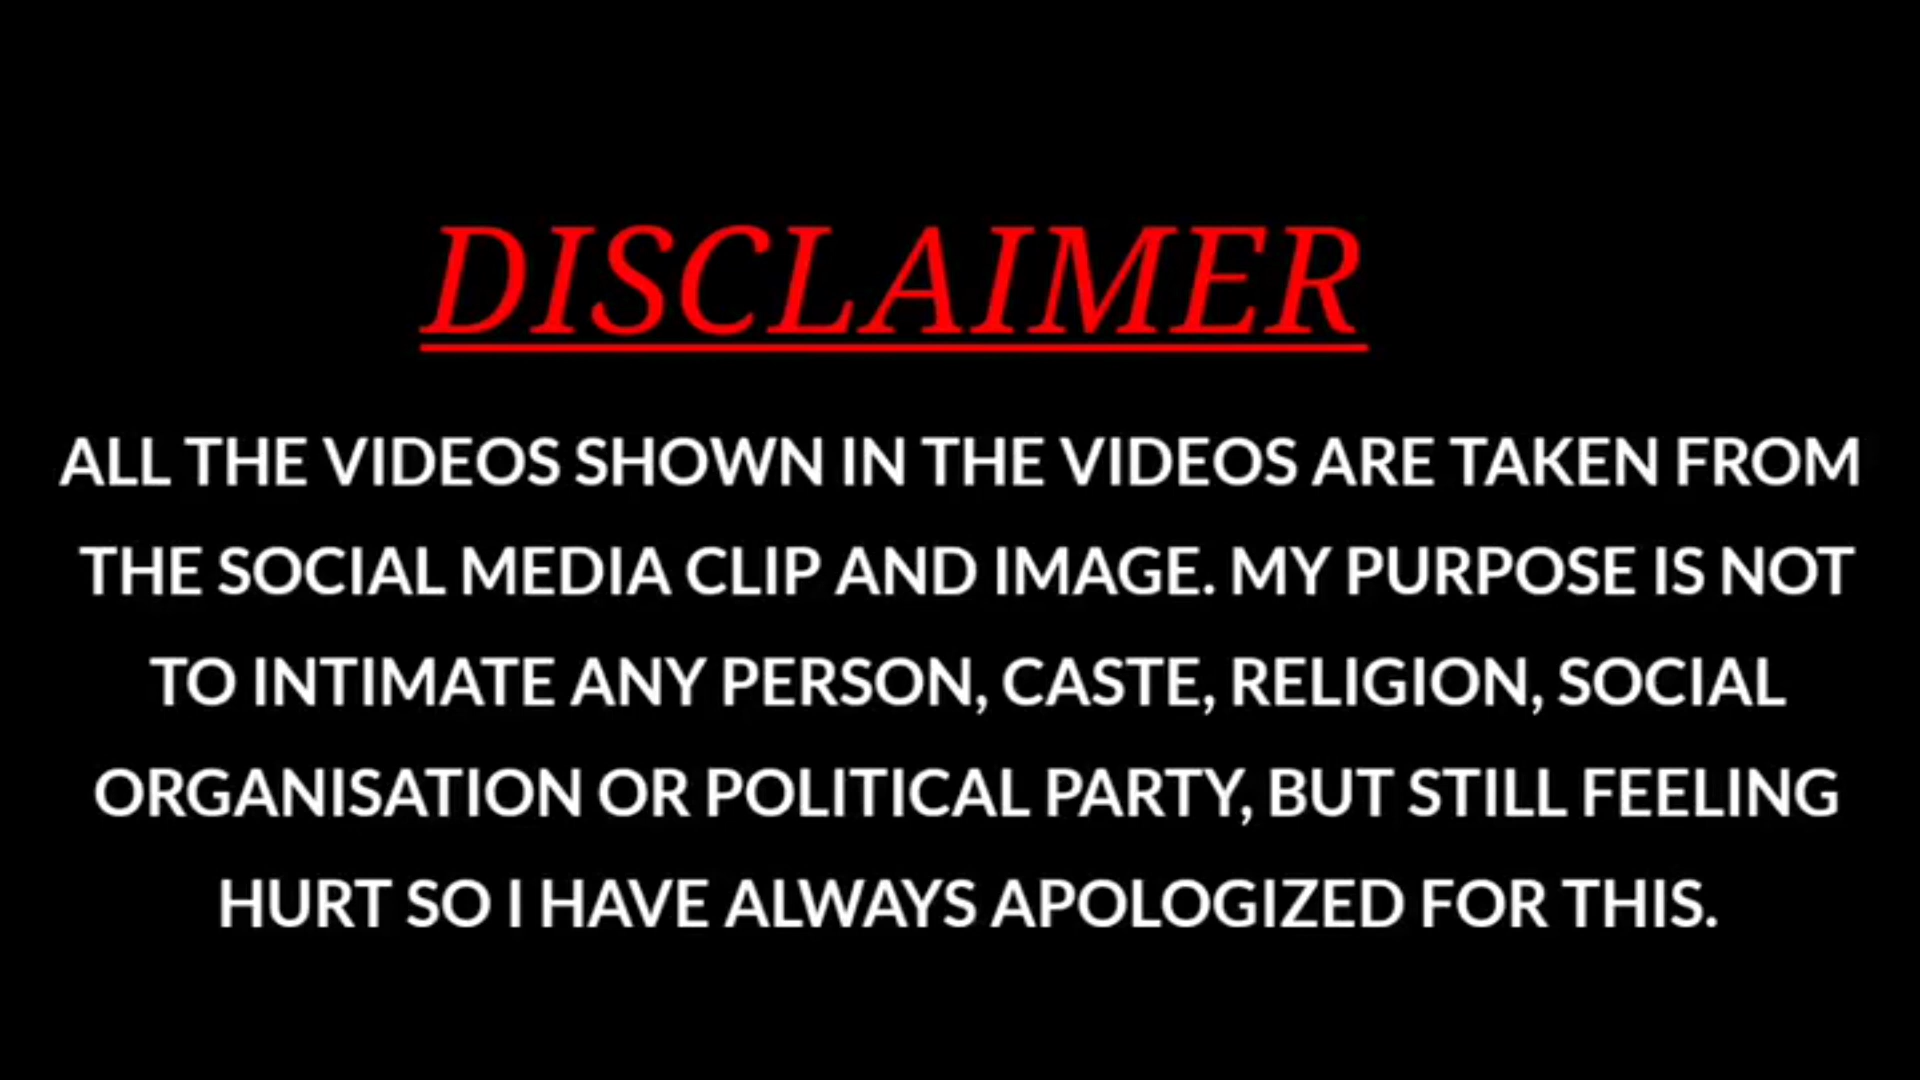 DISCLAIMER
ALL THE VIDEOS SHOWN IN THE VIDEOS ARE TAKEN FROM
THE SOCIAL MEDIA CLIP AND IMAGE. MY PURPOSE IS NOT
TO INTIMATE ANY PERSON, CASTE, RELIGION, SOCIAL
ORGANISATION OR POLITICAL PARTY, BUT STILL FEELING
HURT SO I HAVE ALWAYS APOLOGIZED FOR THIS.